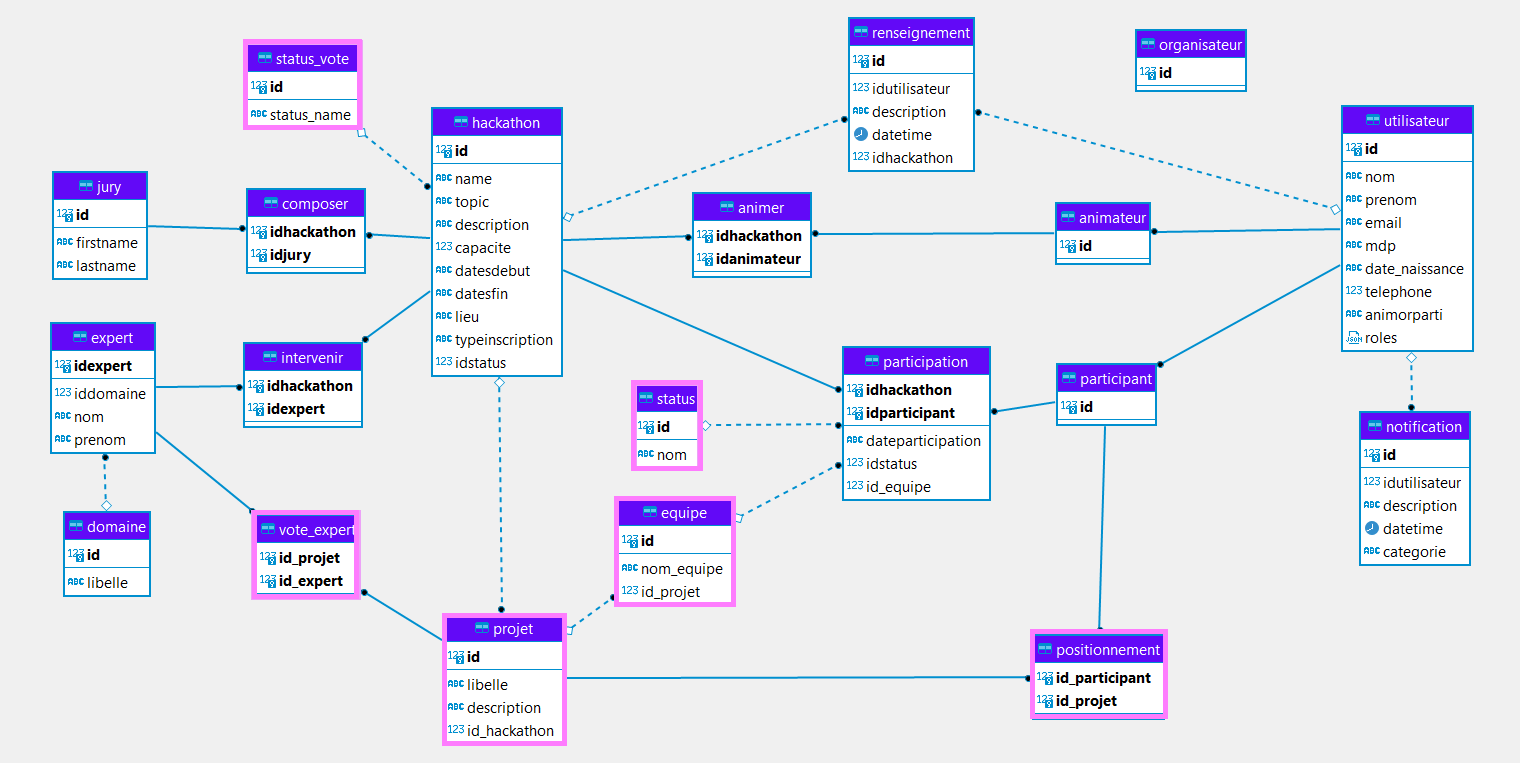 status_vote
id
status_name
hackathon
id
name
topic
description
capacite
datesdebut
datesfin
lieu
typeinscription
idstatus
renseignement
id
idutilisateur
description
datetime
idhackathon
organisateur
id
utilisateur
id
nom
prenom
email
mdp
date_naissance
telephone
animorparti
roles
jury
id
firstname
lastname
composer
idhackathon
idjury
animer
idhackathon
idanimateur
animateur
id
expert
idexpert
iddomaine
nom
prenom
intervenir
idhackathon
idexpert
status
id
nom
participation
idhackathon
idparticipant
dateparticipation
idstatus
id_equipe
participant
id
notification
id
idutilisateur
description
datetime
categorie
domaine
id
libelle
vote_expert
id_projet
id_expert
equipe
id
nom_equipe
id_projet
projet
id
libelle
description
id_hackathon
positionnement
id_participant
id_projet